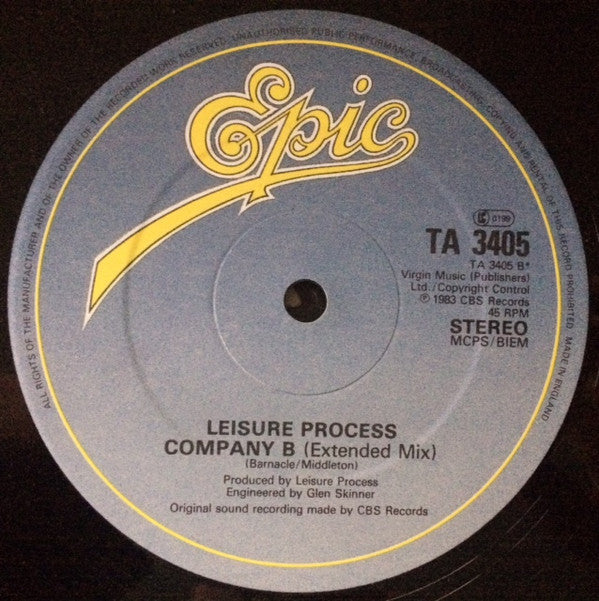 ALL RIGHTS OF THE MANUFACTURER AND OF THE OWNER OF THE RECORDED WORK RESERVED. UNAUTHORISED PUBLIC PERFORMANCE, BROADCASTING, COPYING AND RENTAL OF THIS RECORD PROHIBITED. MADE IN ENGLAND
Epic
0199
TA 3405
TA 3405 B*
Virgin Music (Publishers)
Ltd./Copyright Control
℗ 1983 CBS Records
45 RPM
STEREO
MCPS/BIEM
LEISURE PROCESS
COMPANY B (Extended Mix)
(Barnacle/Middleton)
Produced by Leisure Process
Engineered by Glen Skinner
Original sound recording made by CBS Records